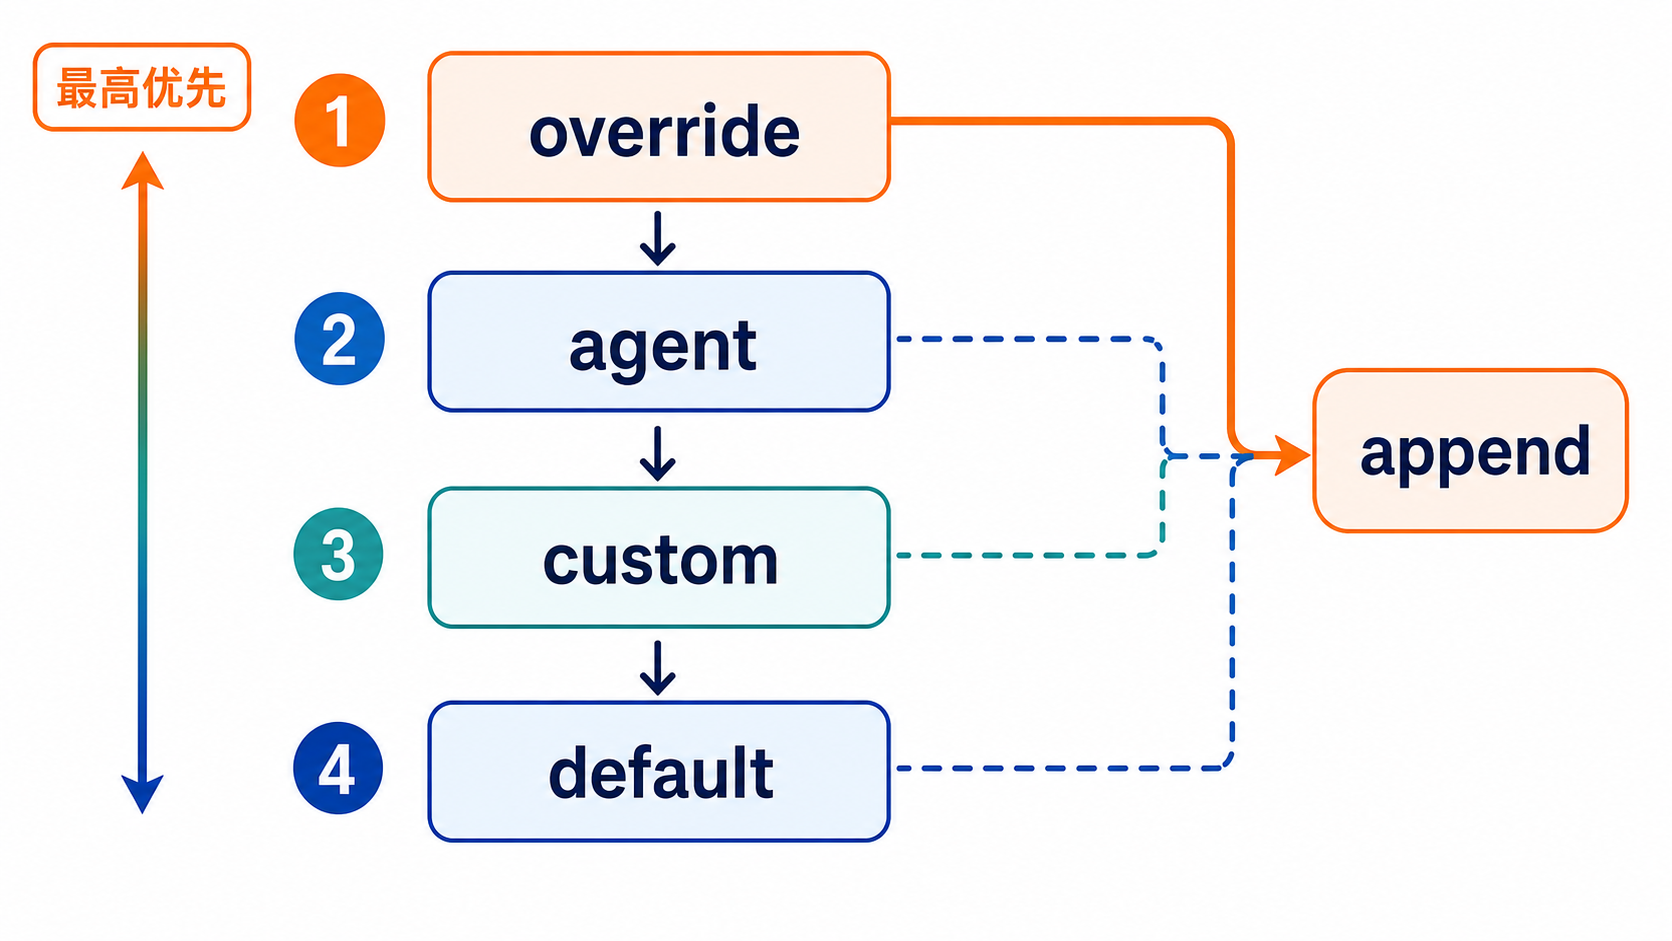 最高优先
1
override
2
agent
3
custom
4
default
append